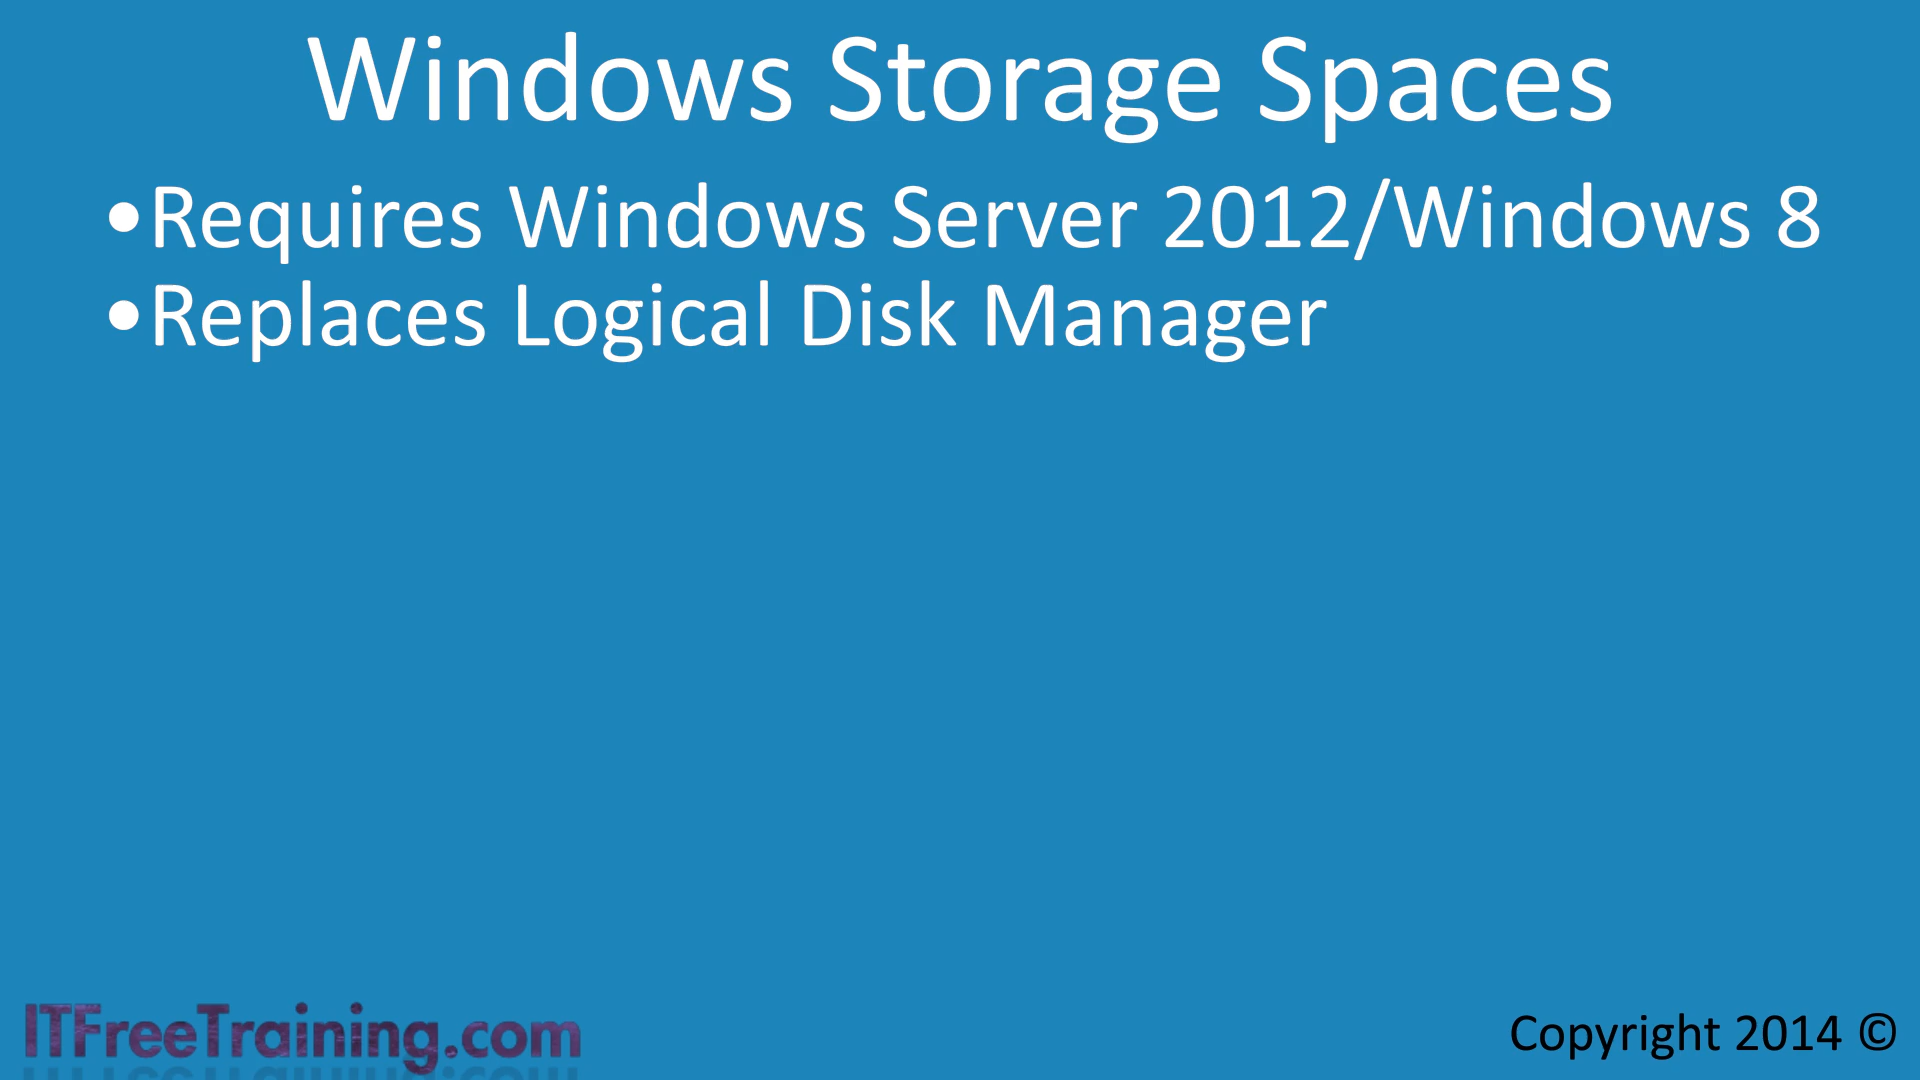 Windows Storage Spaces
•Requires Windows Server 2012/Windows 8
•Replaces Logical Disk Manager
ITFreeTraining.com
Copyright 2014 ©